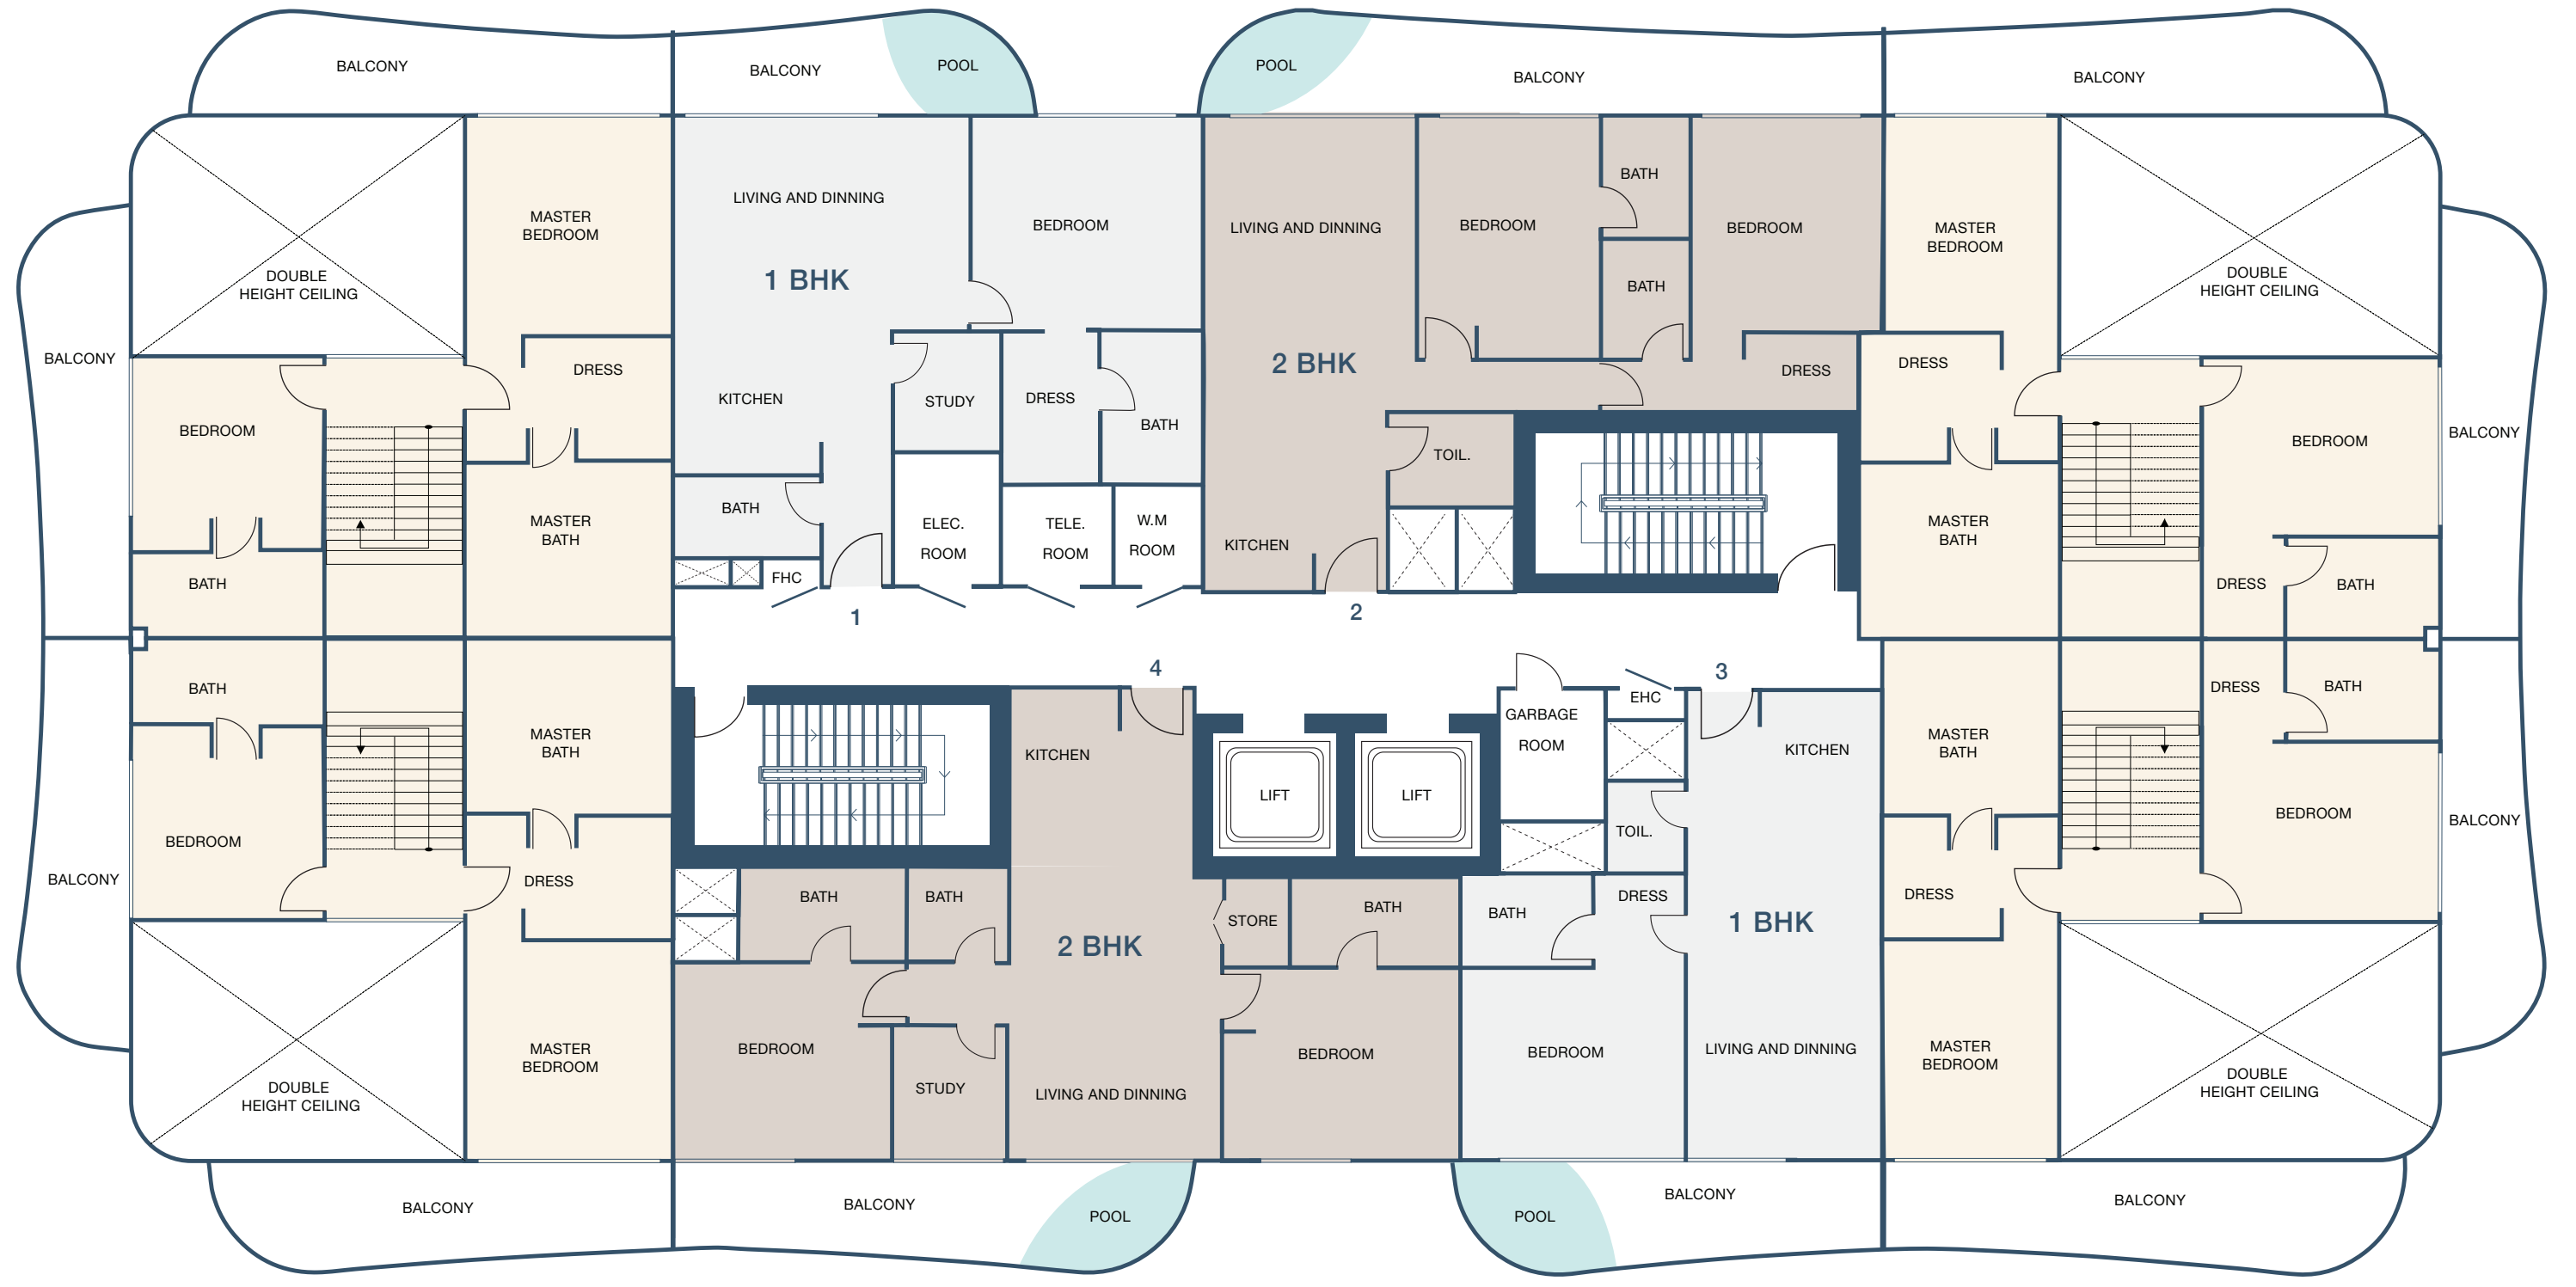 BALCONY
BALCONY
POOL
POOL
BALCONY
BALCONY
DOUBLE
HEIGHT CEILING
MASTER
BEDROOM
LIVING AND DINNING
1 BHK
BEDROOM
LIVING AND DINNING
2 BHK
BEDROOM
BATH
BATH
BEDROOM
MASTER
BEDROOM
DOUBLE
HEIGHT CEILING
BALCONY
BEDROOM
DRESS
KITCHEN
STUDY
DRESS
BATH
DRESS
DRESS
BEDROOM
BALCONY
TOIL.
MASTER
BATH
BATH
ELEC.
ROOM
TELE.
ROOM
W.M
ROOM
KITCHEN
MASTER
BATH
BATH
FHC
DRESS
BATH
1
2
4
3
BATH
MASTER
BATH
KITCHEN
LIFT
LIFT
GARBAGE
ROOM
EHC
TOIL.
KITCHEN
MASTER
BATH
DRESS
BATH
BEDROOM
BEDROOM
BALCONY
BALCONY
DRESS
BATH
BATH
2 BHK
STORE
BATH
BATH
DRESS
1 BHK
DRESS
DOUBLE
HEIGHT CEILING
MASTER
BEDROOM
BEDROOM
STUDY
LIVING AND DINNING
BEDROOM
BEDROOM
LIVING AND DINNING
MASTER
BEDROOM
DOUBLE
HEIGHT CEILING
BALCONY
BALCONY
POOL
POOL
BALCONY
BALCONY